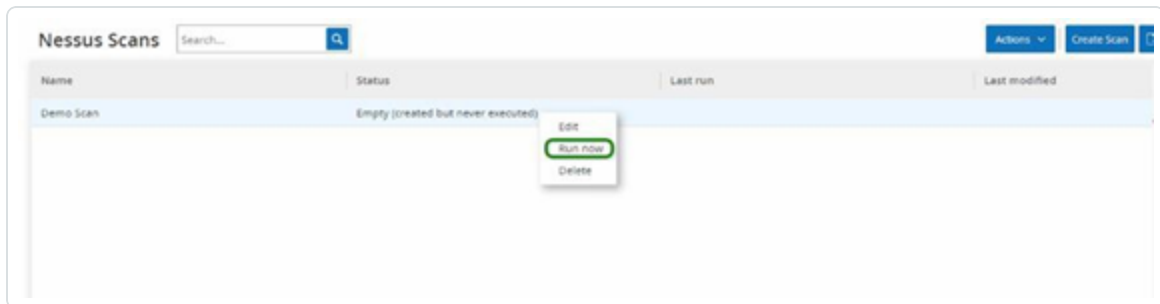 Nessus Scans Search... Actions Create Scan
Name Status Last run Last modified
Demo Scan Empty (created but never executed)
Edit
Run now
Delete